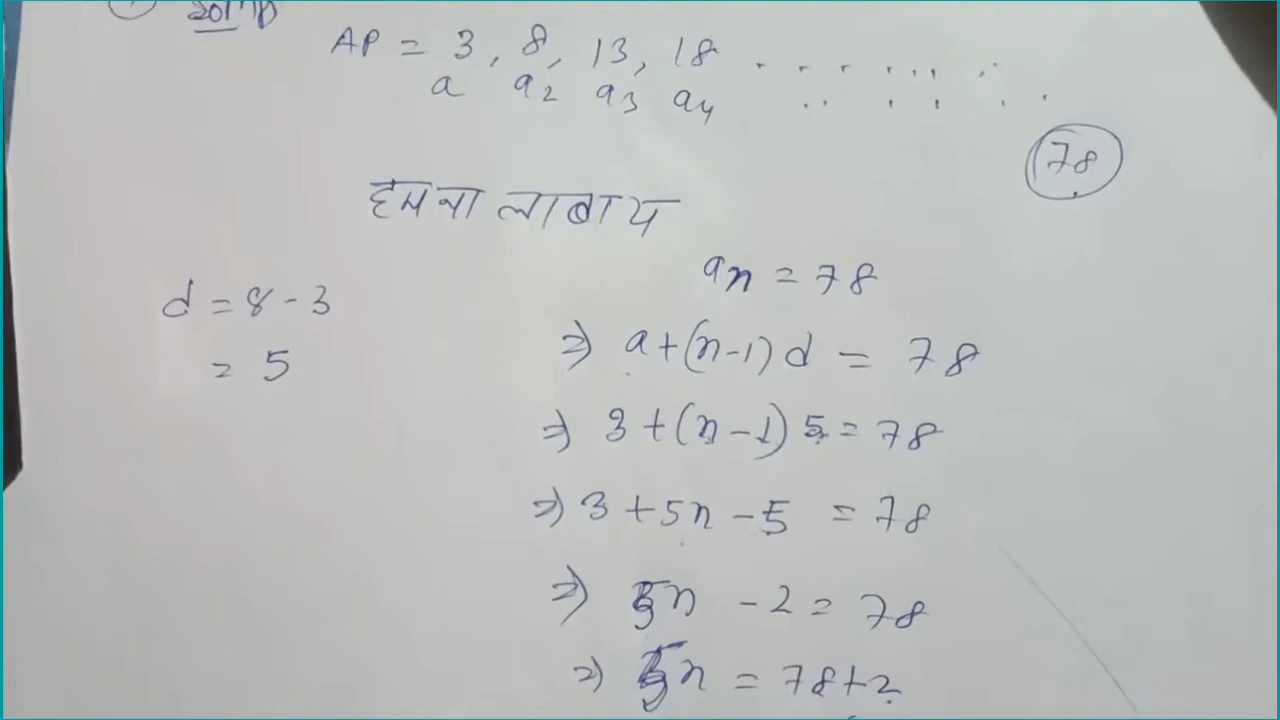 AP = 3, 8, 13, 18 . . . . . . .
a a2 a3 a4 . . . . . .
78
हमना लाबाय
an = 78
d = 8 - 3
= 5
⇒ a + (n-1) d = 78
⇒ 3 + (n-1) 5 = 78
⇒ 3 + 5n - 5 = 78
⇒ 5n - 2 = 78
⇒ 5n = 78+2